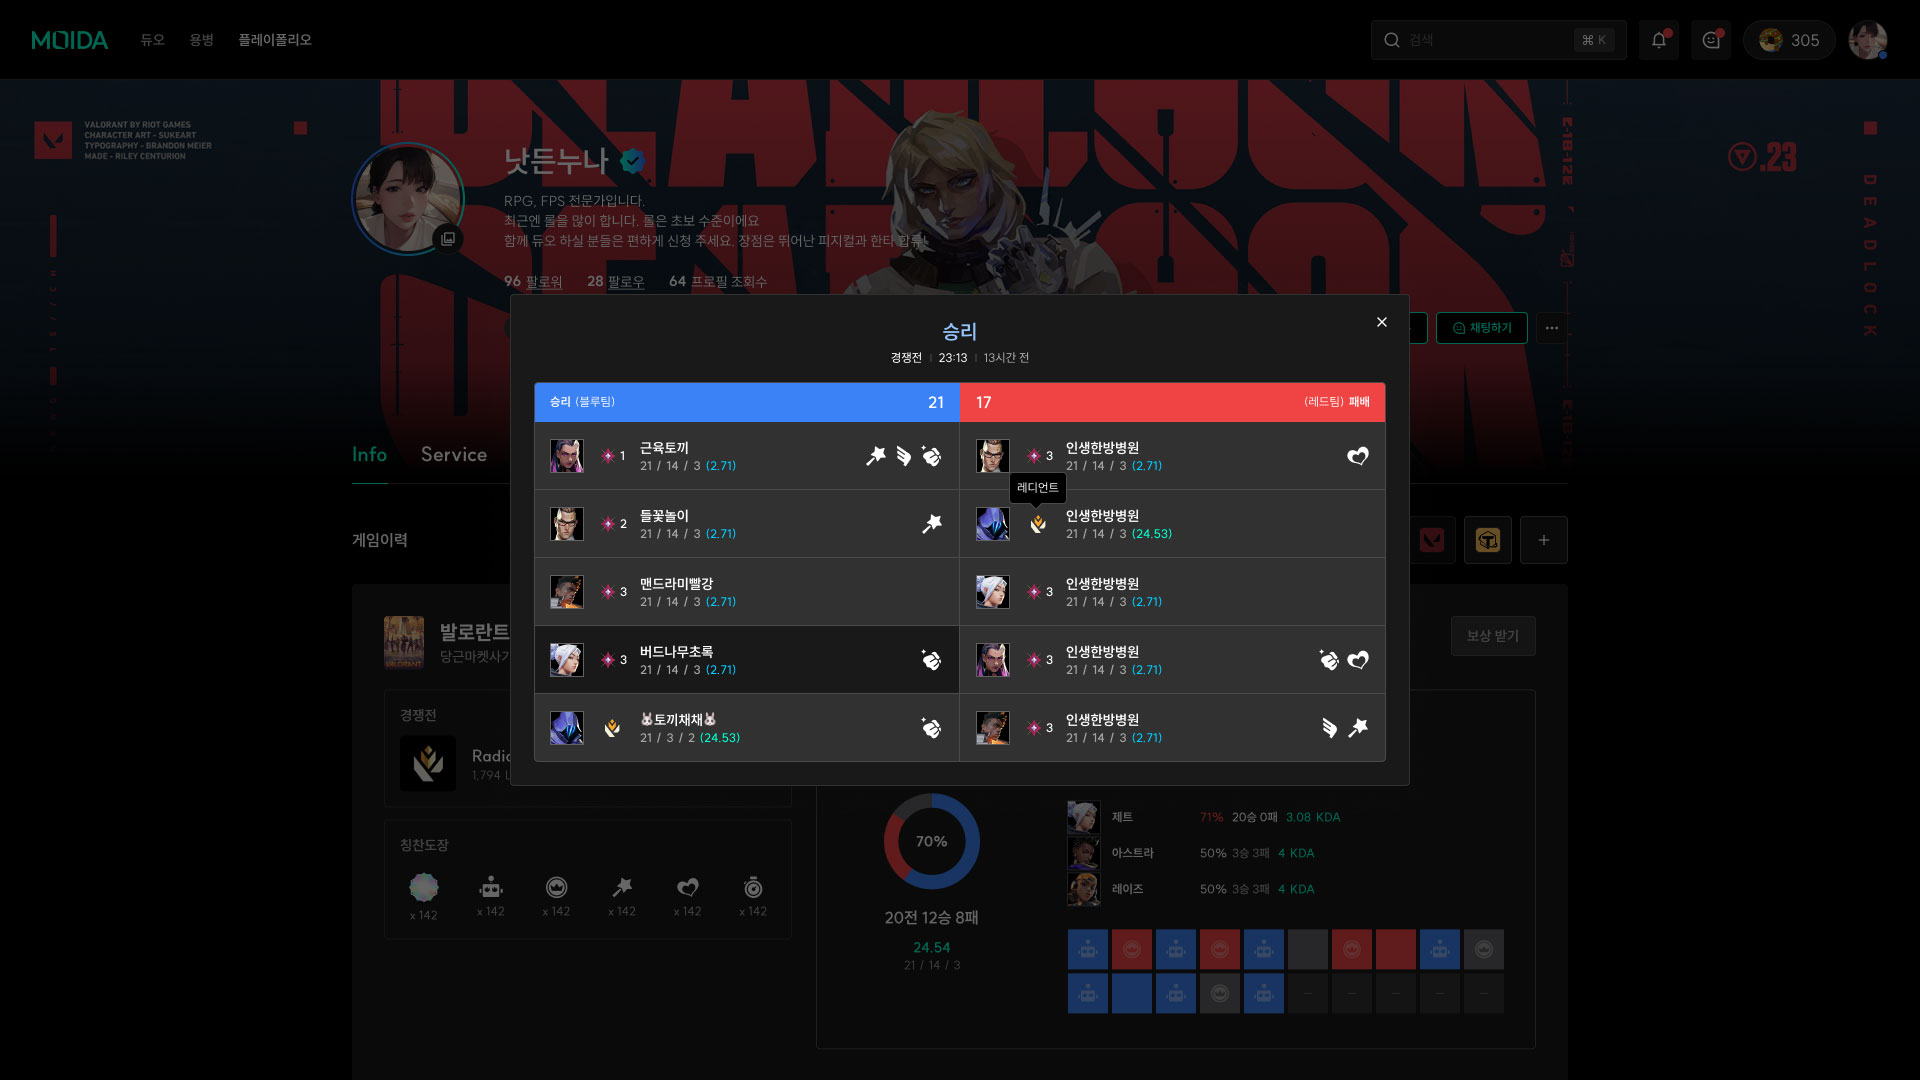 MOIDA
듀오
용병
플레이폴리오
검색
⌘ K
305
VALORANT BY RIOT GAMES
CHARACTER ART - SUKEART
TYPOGRAPHY - BRANDON MEIER
MADE - RILEY CENTURION
DEADLOCK
.23
낫든누나
RPG, FPS 전문가입니다.
최근엔 롤을 많이 합니다. 롤은 초보 수준이에요
함께 듀오 하실 분들은 편하게 신청 주세요. 장점은 뛰어난 피지컬과 한타 합류!
96 팔로워
28 팔로우
64 프로필 조회수
채팅하기
승리
경쟁전 | 23:13 | 13시간 전
승리 (블루팀) 21
17 (레드팀) 패배
1 근육토끼
21 / 14 / 3 (2.71)
3 인생한방병원
21 / 14 / 3 (2.71)
레디언트
2 들꽃놀이
21 / 14 / 3 (2.71)
인생한방병원
21 / 14 / 3 (24.53)
3 맨드라미빨강
21 / 14 / 3 (2.71)
3 인생한방병원
21 / 14 / 3 (2.71)
3 버드나무초록
21 / 14 / 3 (2.71)
3 인생한방병원
21 / 14 / 3 (2.71)
🐰토끼채채🐰
21 / 3 / 2 (24.53)
3 인생한방병원
21 / 14 / 3 (2.71)
Info
Service
게임이력
발로란트
당근마켓사기
보상 받기
경쟁전
1,794
칭찬도장
x 142
x 142
x 142
x 142
x 142
x 142
70%
20전 12승 8패
24.54
21 / 14 / 3
제트 71% 20승 0패 3.08 KDA
아스트라 50% 3승 3패 4 KDA
레이즈 50% 3승 3패 4 KDA